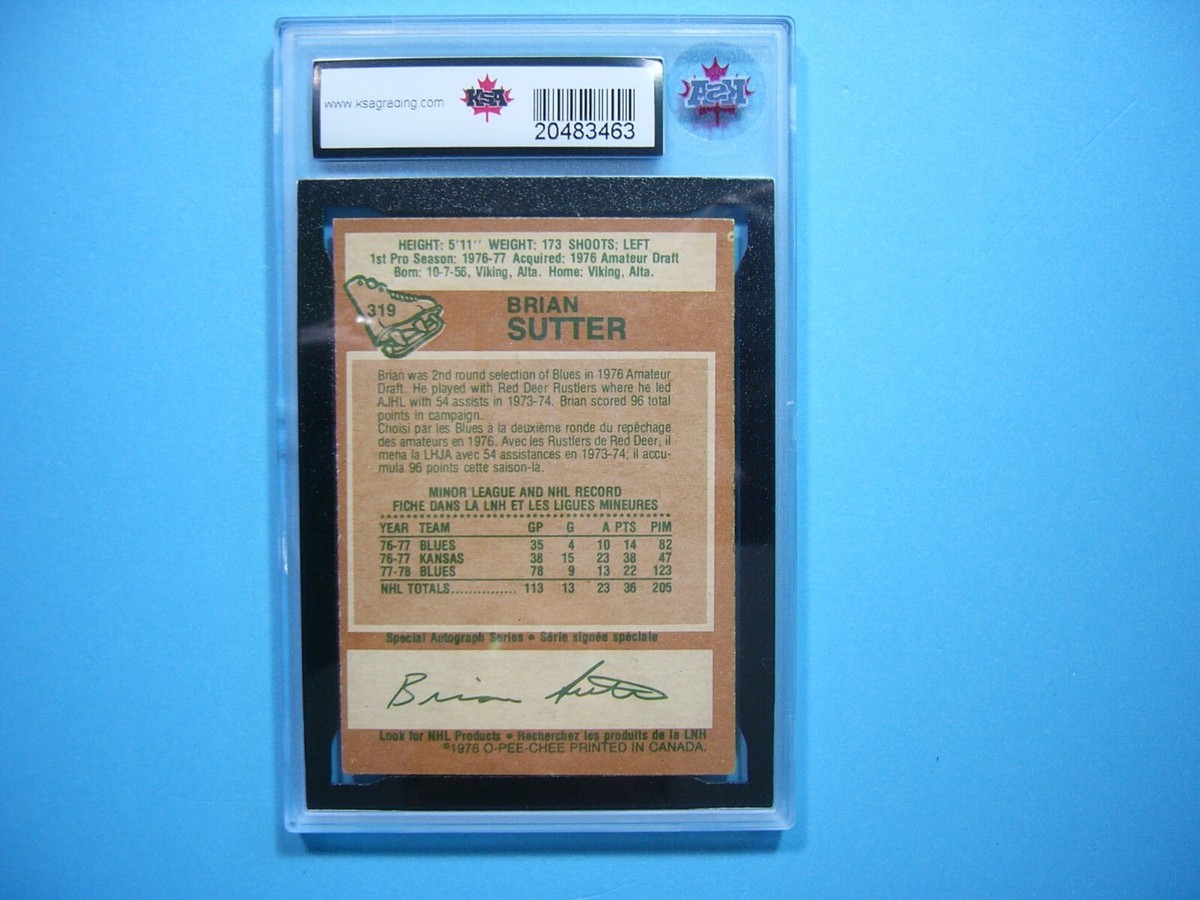 www.ksagrading.com
KSA
20483463
KSA
HEIGHT: 5'11'' WEIGHT: 173 SHOOTS: LEFT
1st Pro Season: 1976-77 Acquired: 1976 Amateur Draft
Born: 10-7-56, Viking, Alta. Home: Viking, Alta.
319
BRIAN
SUTTER
Brian was 2nd round selection of Blues in 1976 Amateur
Draft. He played with Red Deer Rustlers where he led
AJHL with 54 assists in 1973-74. Brian scored 96 total
points in campaign.
Choisi par les Blues à la deuxième ronde du repêchage
des amateurs en 1976. Avec les Rustlers de Red Deer, il
mena la LHJA avec 54 assistances en 1973-74; il accu-
mula 96 points cette saison-là.
MINOR LEAGUE AND NHL RECORD
FICHE DANS LA LNH ET LES LIGUES MINEURES
YEAR TEAM GP G A PTS PIM
76-77 BLUES 35 4 10 14 82
76-77 KANSAS 38 15 23 38 47
77-78 BLUES 78 9 13 22 123
NHL TOTALS................ 113 13 23 36 205
Special Autograph Series • Série signée spéciale
Brian Sutter
Look for NHL Products • Recherchez les produits de la LNH
©1978 O-PEE-CHEE PRINTED IN CANADA.